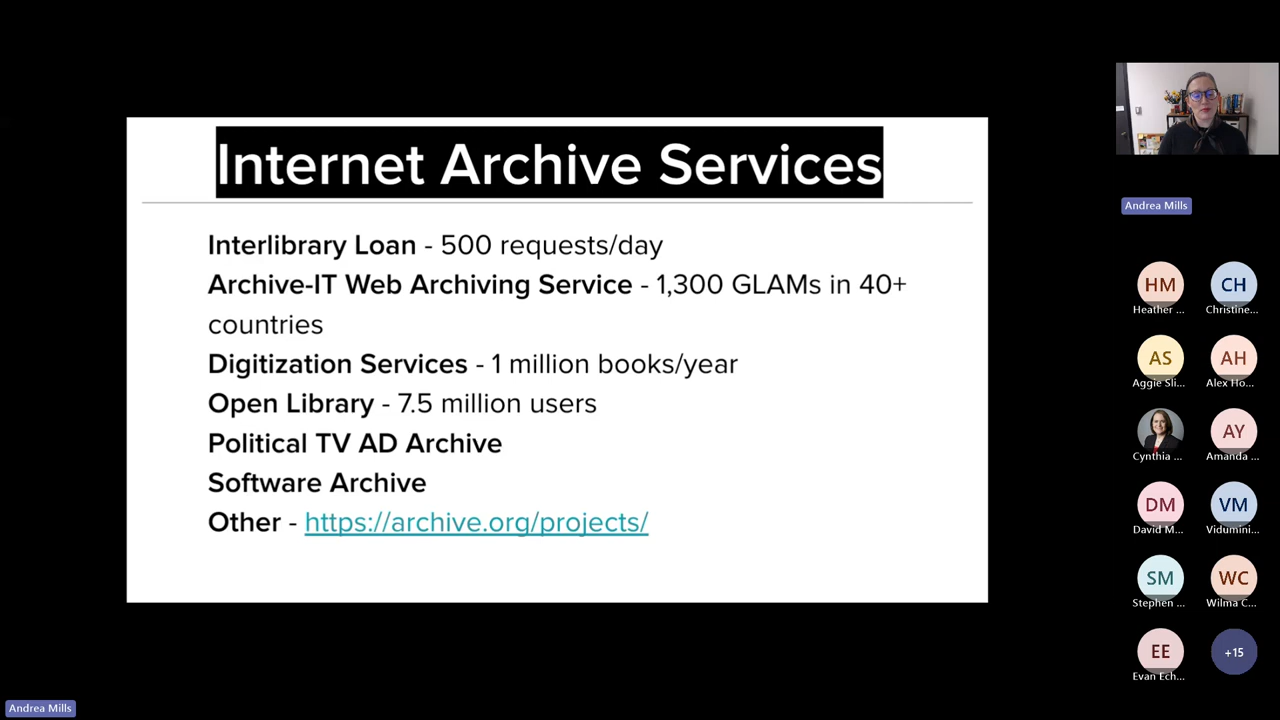 Internet Archive Services
Interlibrary Loan - 500 requests/day
Archive-IT Web Archiving Service - 1,300 GLAMs in 40+
countries
Digitization Services - 1 million books/year
Open Library - 7.5 million users
Political TV AD Archive
Software Archive
Other - https://archive.org/projects/
Andrea Mills
HM
Heather ...
CH
Christine...
AS
Aggie Sli...
AH
Alex Ho...
Cynthia ...
AY
Amanda ...
DM
David M...
VM
Vidumini...
SM
Stephen ...
WC
Wilma C...
EE
Evan Ech...
+15
Andrea Mills